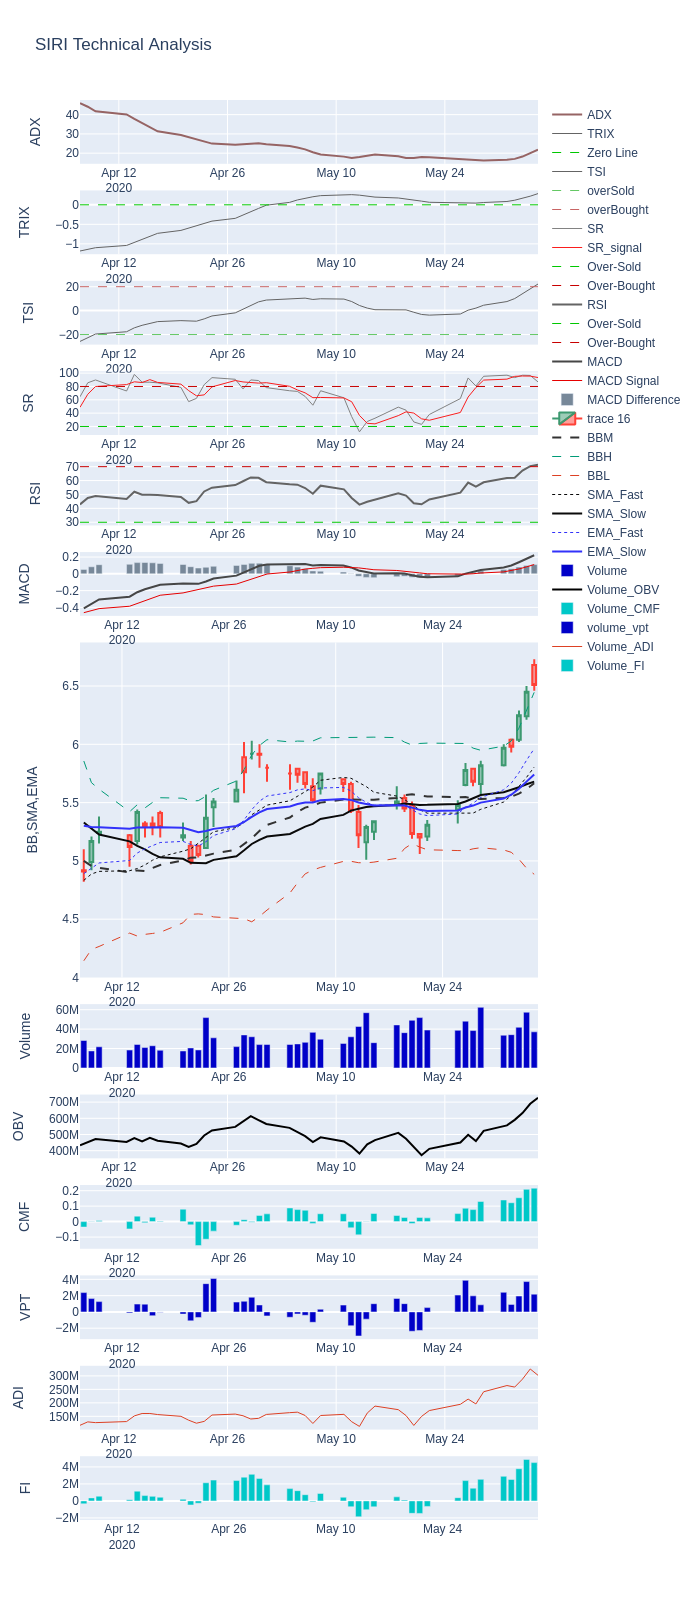 SIRI Technical Analysis
ADX
40
30
20
Apr 12
2020
Apr 26
May 10
May 24
TRIX
0
−0.5
−1
Apr 12
2020
Apr 26
May 10
May 24
TSI
20
0
−20
Apr 12
2020
Apr 26
May 10
May 24
SR
100
80
60
40
20
Apr 12
2020
Apr 26
May 10
May 24
RSI
70
60
50
40
30
Apr 12
2020
Apr 26
May 10
May 24
MACD
0.2
0
−0.2
−0.4
Apr 12
2020
Apr 26
May 10
May 24
BB,SMA,EMA
6.5
6
5.5
5
4.5
4
Apr 12
2020
Apr 26
May 10
May 24
Volume
60M
40M
20M
0
Apr 12
2020
Apr 26
May 10
May 24
OBV
700M
600M
500M
400M
Apr 12
2020
Apr 26
May 10
May 24
CMF
0.2
0.1
0
−0.1
Apr 12
2020
Apr 26
May 10
May 24
VPT
4M
2M
0
−2M
Apr 12
2020
Apr 26
May 10
May 24
ADI
300M
250M
200M
150M
Apr 12
2020
Apr 26
May 10
May 24
FI
4M
2M
0
−2M
Apr 12
2020
Apr 26
May 10
May 24
ADX
TRIX
Zero Line
TSI
overSold
overBought
SR
SR_signal
Over-Sold
Over-Bought
RSI
Over-Sold
Over-Bought
MACD
MACD Signal
MACD Difference
trace 16
BBM
BBH
BBL
SMA_Fast
SMA_Slow
EMA_Fast
EMA_Slow
Volume
Volume_OBV
Volume_CMF
volume_vpt
Volume_ADI
Volume_FI